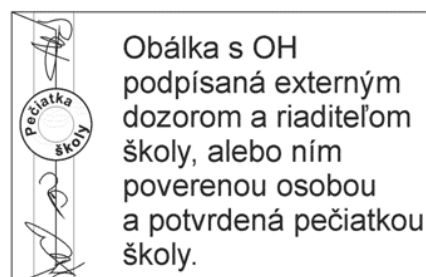 Pečiatka
školy
Obálka s OH
podpísaná externým
dozorom a riaditeľom
školy, alebo ním
poverenou osobou
a potvrdená pečiatkou
školy.